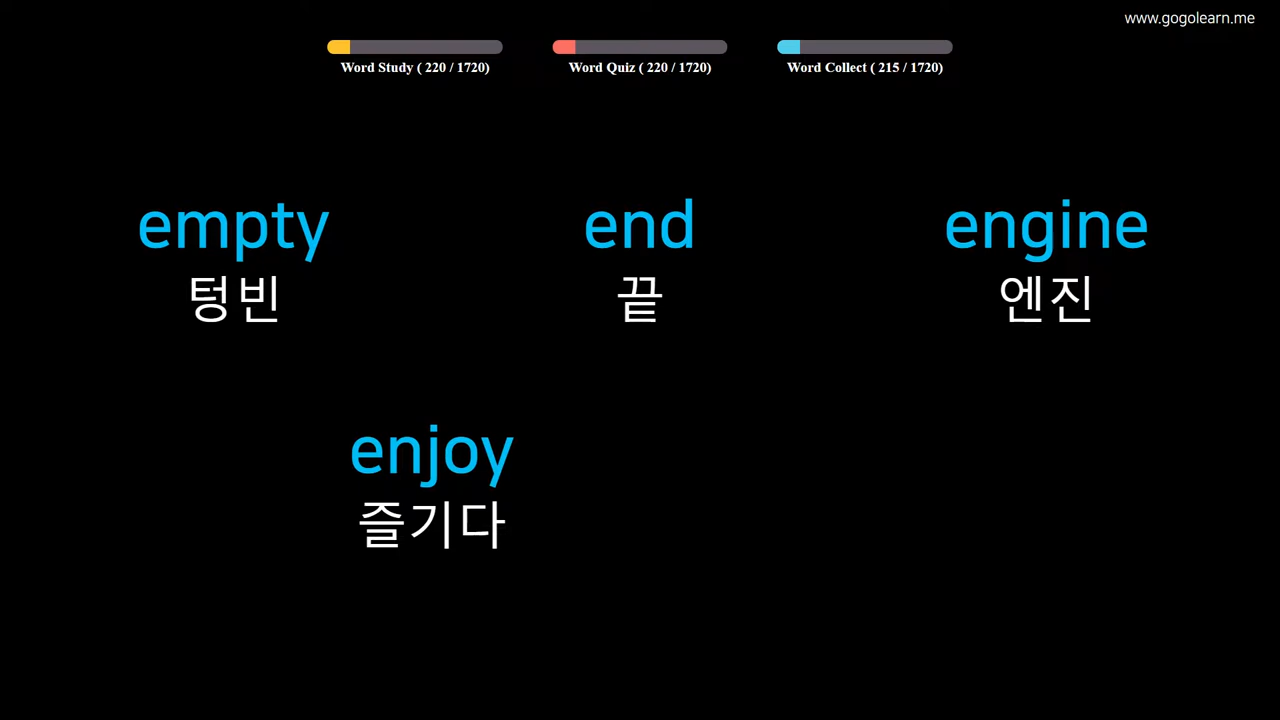 www.gogolearn.me
Word Study ( 220 / 1720)
Word Quiz ( 220 / 1720)
Word Collect ( 215 / 1720)
empty
텅빈
end
끝
engine
엔진
enjoy
즐기다